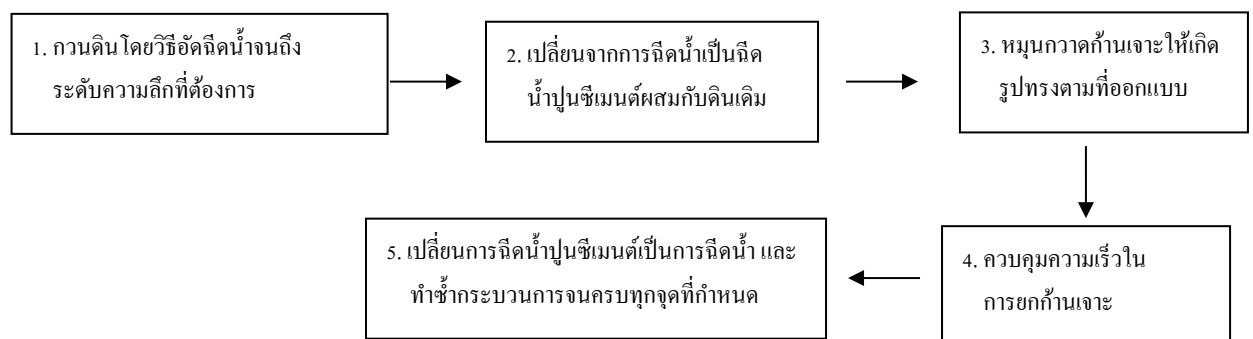 1. กวนดินโดยวิธีอัดฉีดน้ำจนถึง
ระดับความลึกที่ต้องการ
2. เปลี่ยนจากการฉีดน้ำเป็นฉีด
น้ำปูนซีเมนต์ผสมกับดินเดิม
3. หมุนกวาดก้านเจาะให้เกิด
รูปทรงตามที่ออกแบบ
4. ควบคุมความเร็วใน
การยกก้านเจาะ
5. เปลี่ยนการฉีดน้ำปูนซีเมนต์เป็นการฉีดน้ำ และ
ทำซ้ำกระบวนการจนครบทุกจุดที่กำหนด